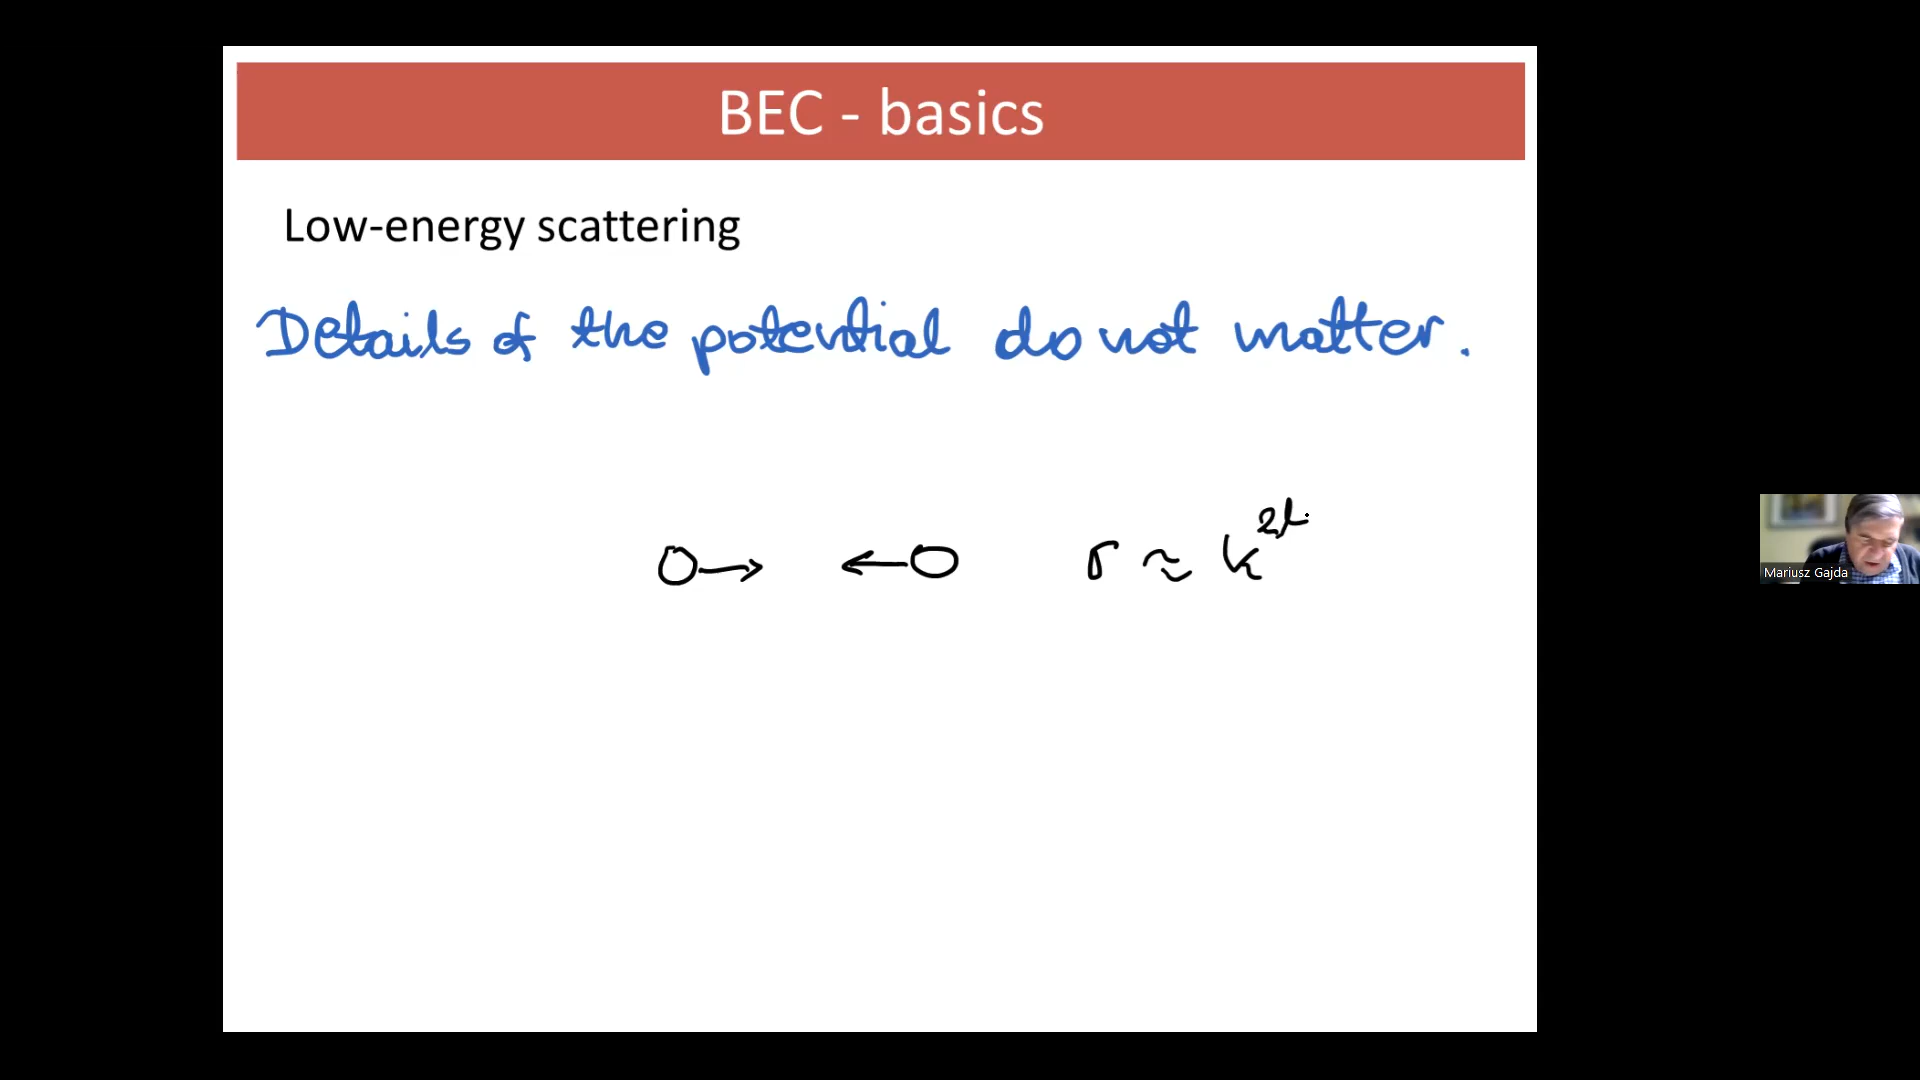 BEC - basics
Low-energy scattering
Details of the potential do not matter.
σ ≈ k^2l
Mariusz Gajda